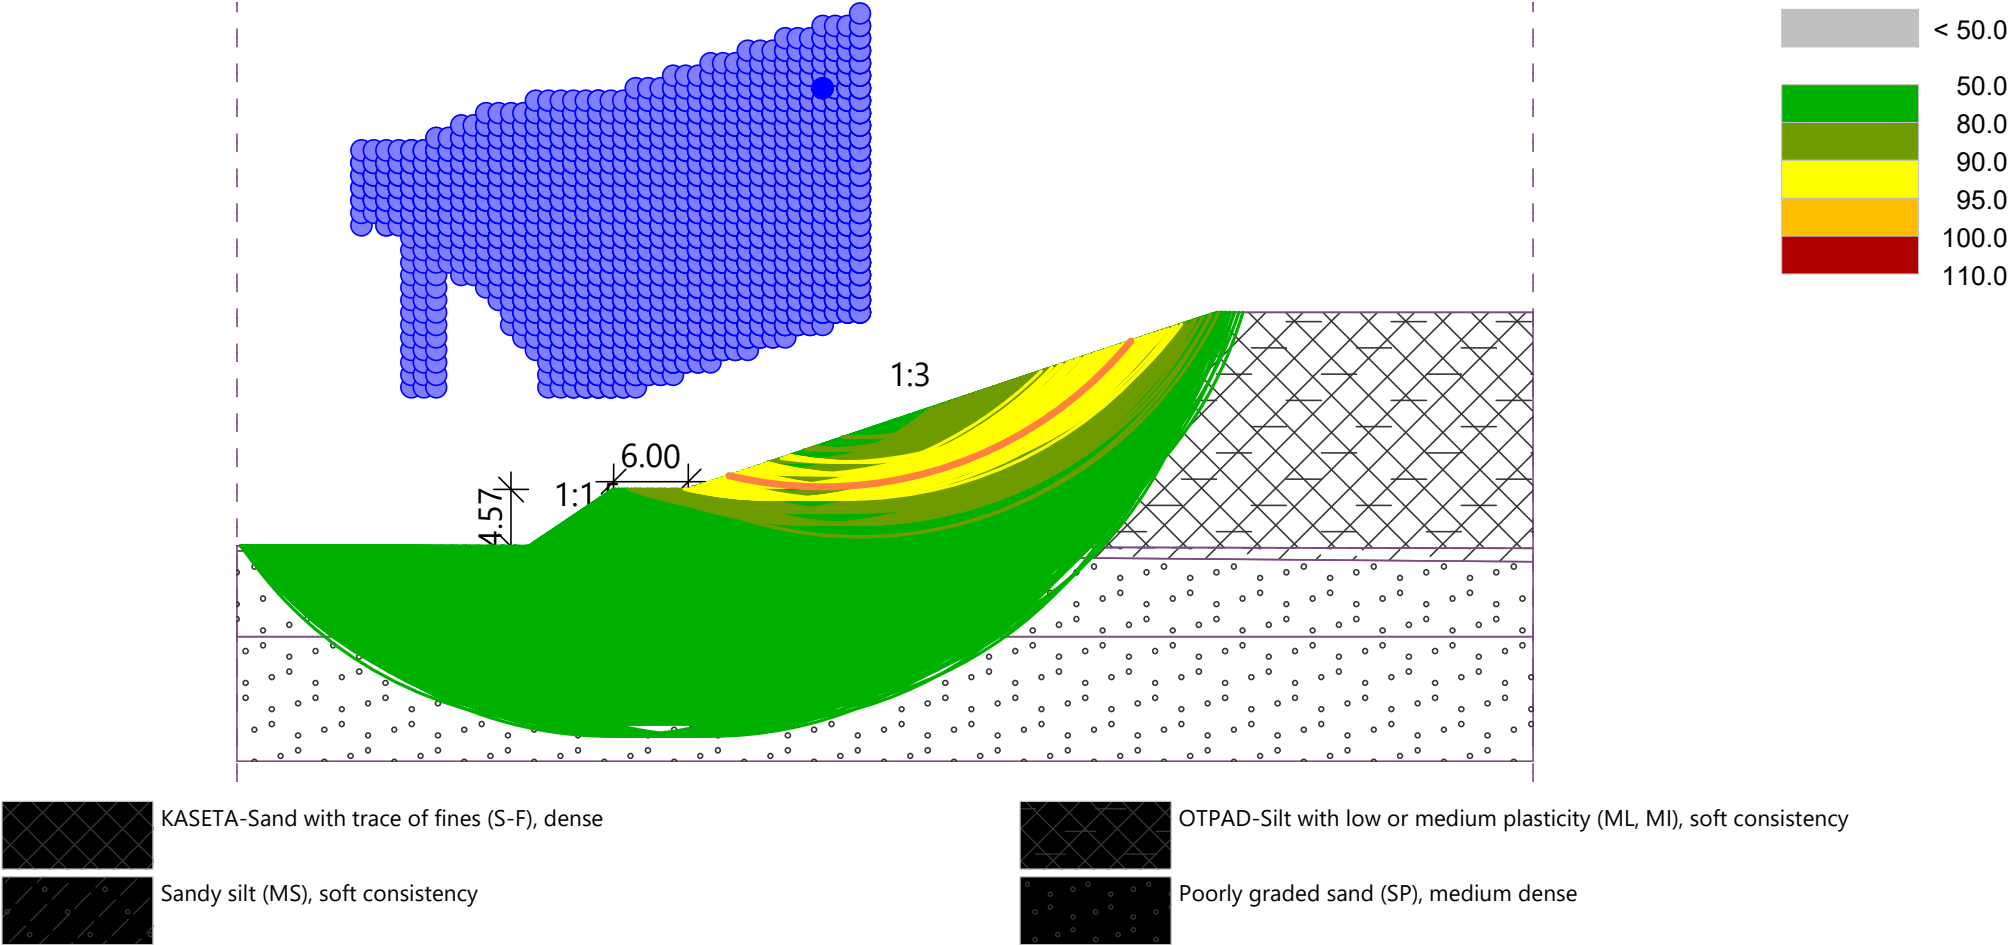 < 50.0
50.0
80.0
90.0
95.0
100.0
110.0
1:3
6.00
4.57
KASETA-Sand with trace of fines (S-F), dense
OTPAD-Silt with low or medium plasticity (ML, MI), soft consistency
Sandy silt (MS), soft consistency
Poorly graded sand (SP), medium dense